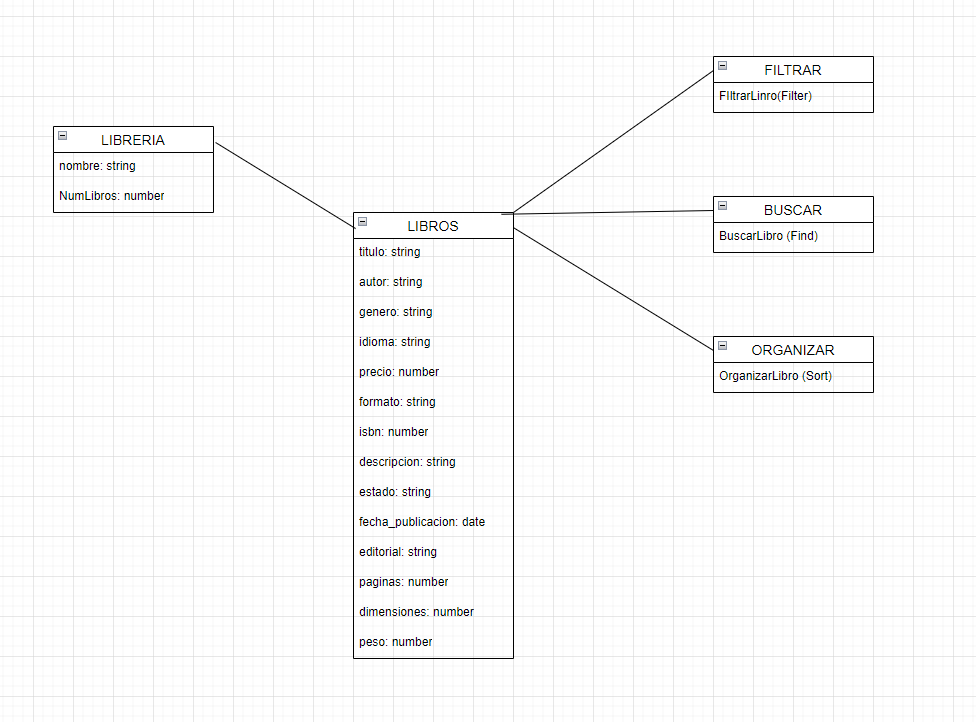 LIBRERIA
nombre: string
NumLibros: number
LIBROS
titulo: string
autor: string
genero: string
idioma: string
precio: number
formato: string
isbn: number
descripcion: string
estado: string
fecha_publicacion: date
editorial: string
paginas: number
dimensiones: number
peso: number
FILTRAR
FIltrarLinro(Filter)
BUSCAR
BuscarLibro (Find)
ORGANIZAR
OrganizarLibro (Sort)